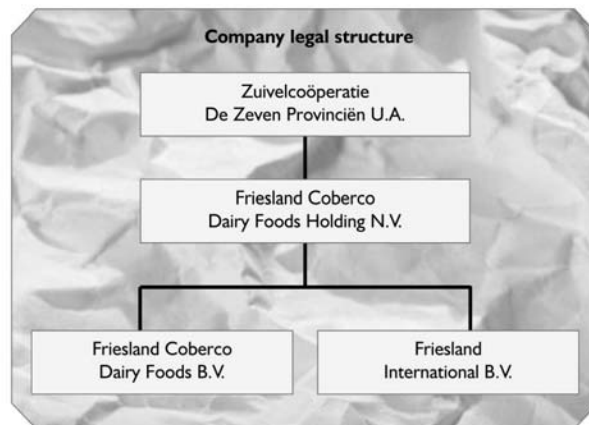 Company legal structure
Zuivelcoöperatie
De Zeven Provinciën U.A.
Friesland Coberco
Dairy Foods Holding N.V.
Friesland Coberco
Dairy Foods B.V.
Friesland
International B.V.